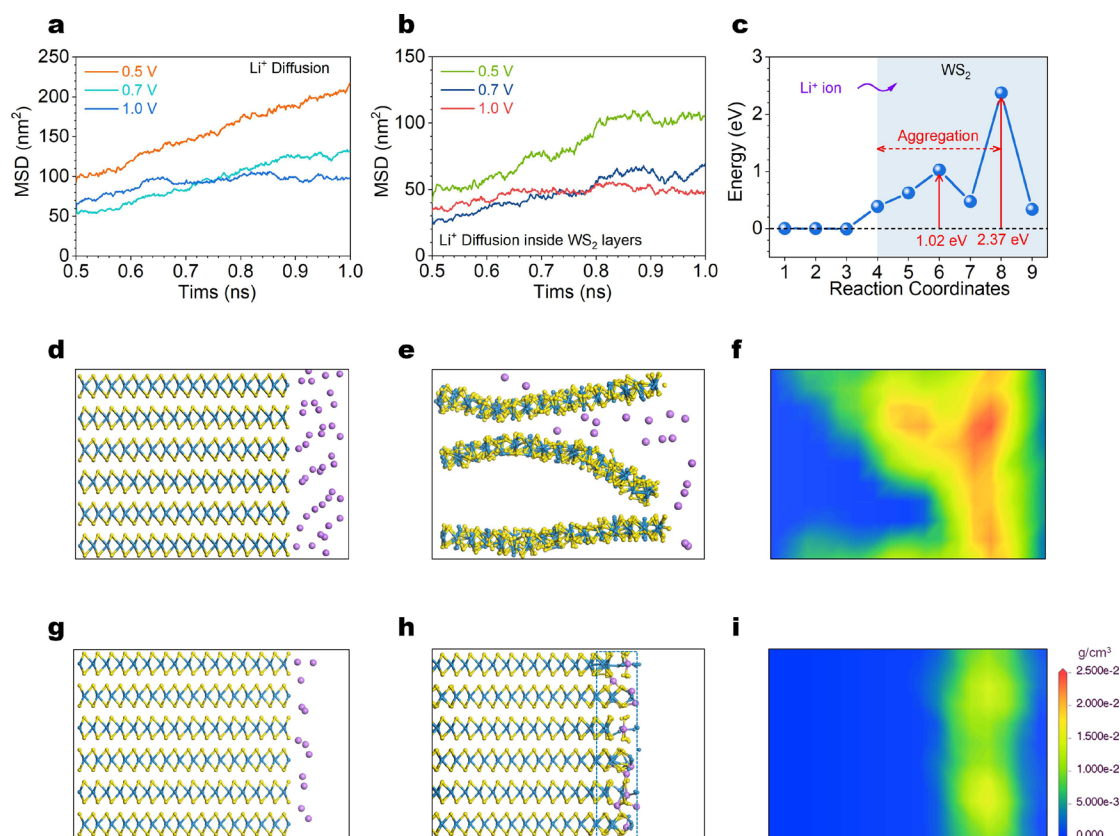 a
250
200
150
100
50
0
0.5 0.6 0.7 0.8 0.9 1.0
MSD (nm²)
Tims (ns)
0.5 V
0.7 V
1.0 V
Li⁺ Diffusion
b
150
100
50
0
0.5 0.6 0.7 0.8 0.9 1.0
MSD (nm²)
Tims (ns)
0.5 V
0.7 V
1.0 V
Li⁺ Diffusion inside WS₂ layers
c
3
2
1
0
1 2 3 4 5 6 7 8 9
Energy (eV)
Reaction Coordinates
WS₂
Li⁺ ion
Aggregation
1.02 eV
2.37 eV
d
e
f
g
h
i
g/cm³
2.500e-2
2.000e-2
1.500e-2
1.000e-2
5.000e-3
0.000